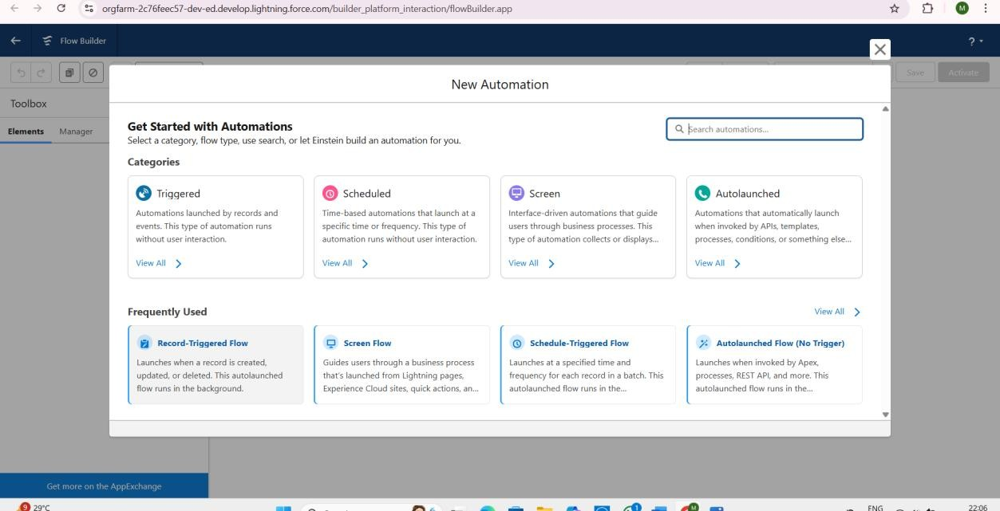 orgfarm-2c76feec57-dev-ed.develop.lightning.force.com/builder_platform_interaction/flowBuilder.app
M
Flow Builder
?
Save
Activate
Toolbox
Elements
Manager
New Automation
Get Started with Automations
Select a category, flow type, use search, or let Einstein build an automation for you.
Search automations...
Categories
Triggered
Automations launched by records and
events. This type of automation runs
without user interaction.
View All
Scheduled
Time-based automations that launch at a
specific time or frequency. This type of
automation runs without user interaction.
View All
Screen
Interface-driven automations that guide
users through business processes. This
type of automation collects or displays...
View All
Autolaunched
Automations that automatically launch
when invoked by APIs, templates,
processes, conditions, or something else...
View All
Frequently Used
View All
Record-Triggered Flow
Launches when a record is created,
updated, or deleted. This autolaunched
flow runs in the background.
Screen Flow
Guides users through a business process
that's launched from Lightning pages,
Experience Cloud sites, quick actions, an...
Schedule-Triggered Flow
Launches at a specified time and
frequency for each record in a batch. This
autolaunched flow runs in the...
Autolaunched Flow (No Trigger)
Launches when invoked by Apex,
processes, REST API, and more. This
autolaunched flow runs in the...
Get more on the AppExchange
9
29°C
1
M
ENG
22:06